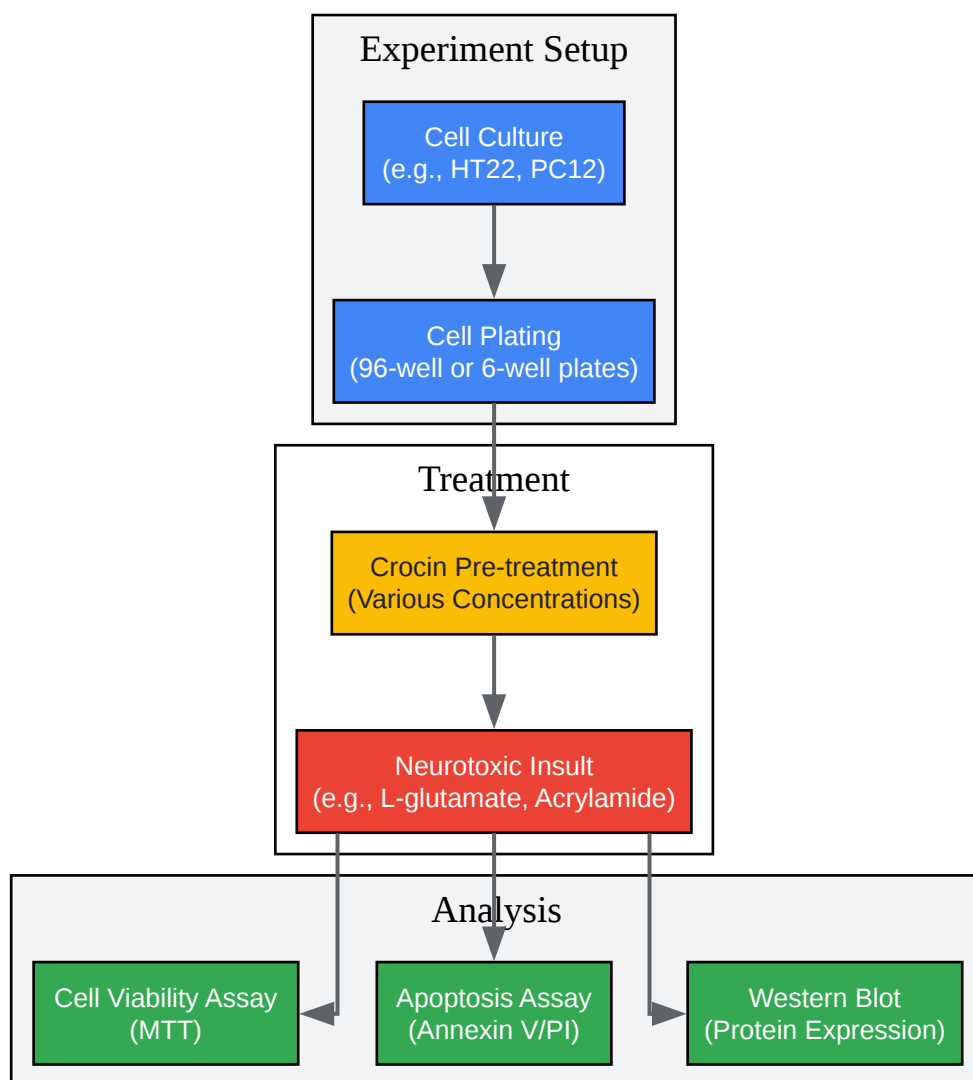 Experiment Setup
Cell Culture
(e.g., HT22, PC12)
Cell Plating
(96-well or 6-well plates)
Treatment
Crocin Pre-treatment
(Various Concentrations)
Neurotoxic Insult
(e.g., L-glutamate, Acrylamide)
Analysis
Cell Viability Assay
(MTT)
Apoptosis Assay
(Annexin V/PI)
Western Blot
(Protein Expression)